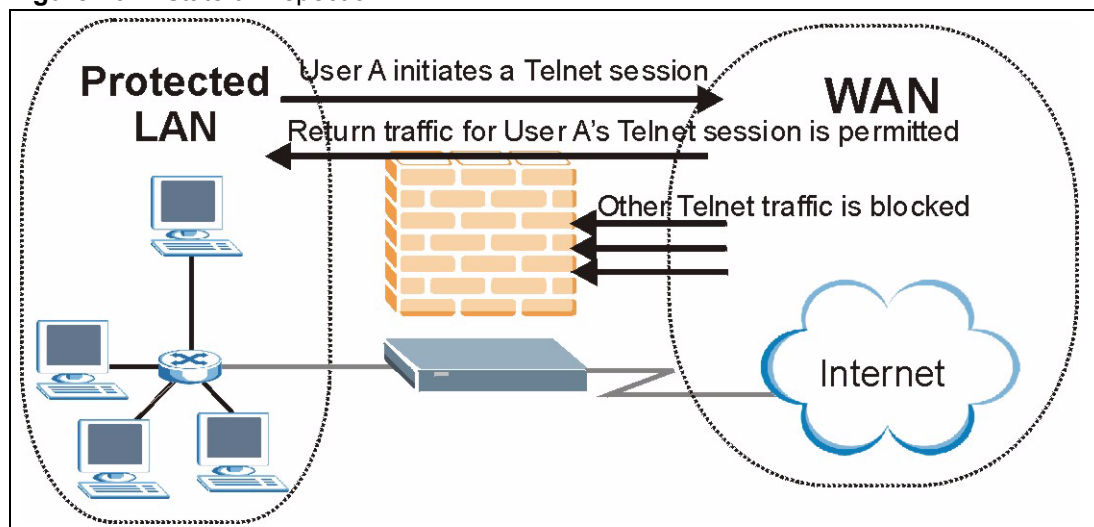 Protected
LAN
User A initiates a Telnet session
WAN
Return traffic for User A's Telnet session is permitted
Other Telnet traffic is blocked
Internet